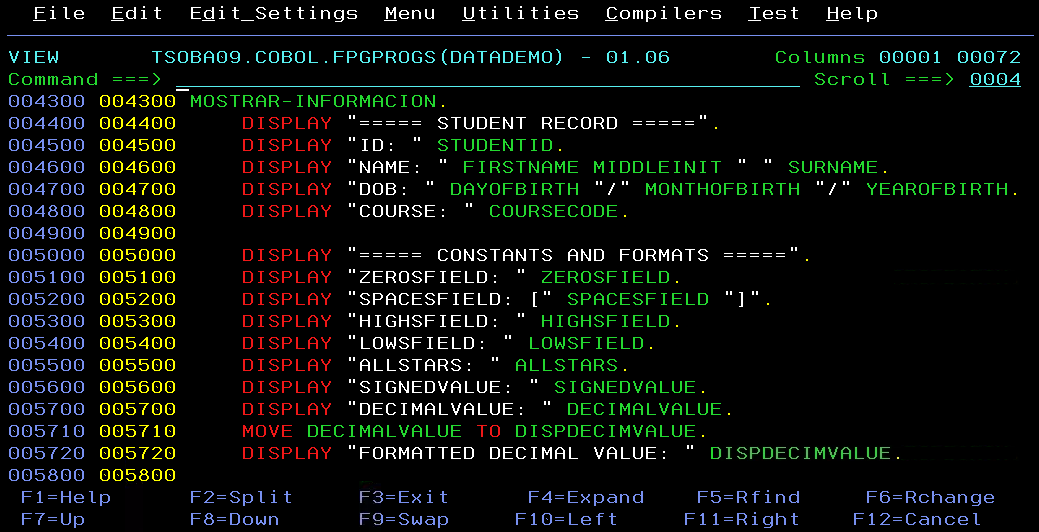 File  Edit  Edit_Settings  Menu  Utilities  Compilers  Test  Help
VIEW       TSOBA09.COBOL.FPGPROGS(DATADEMO) - 01.06        Columns 00001 00072
Command ===>                                                  Scroll ===> 0004
004300 004300 MOSTRAR-INFORMACION.
004400 004400     DISPLAY "===== STUDENT RECORD =====".
004500 004500     DISPLAY "ID: " STUDENTID.
004600 004600     DISPLAY "NAME: " FIRSTNAME MIDDLEINIT " " SURNAME.
004700 004700     DISPLAY "DOB: " DAYOFBIRTH "/" MONTHOFBIRTH "/" YEAROFBIRTH.
004800 004800     DISPLAY "COURSE: " COURSECODE.
004900 004900
005000 005000     DISPLAY "===== CONSTANTS AND FORMATS =====".
005100 005100     DISPLAY "ZEROSFIELD: " ZEROSFIELD.
005200 005200     DISPLAY "SPACESFIELD: [" SPACESFIELD "]".
005300 005300     DISPLAY "HIGHSFIELD: " HIGHSFIELD.
005400 005400     DISPLAY "LOWSFIELD: " LOWSFIELD.
005500 005500     DISPLAY "ALLSTARS: " ALLSTARS.
005600 005600     DISPLAY "SIGNEDVALUE: " SIGNEDVALUE.
005700 005700     DISPLAY "DECIMALVALUE: " DECIMALVALUE.
005710 005710     MOVE DECIMALVALUE TO DISPDECIMVALUE.
005720 005720     DISPLAY "FORMATTED DECIMAL VALUE: " DISPDECIMVALUE.
005800 005800
F1=Help      F2=Split     F3=Exit      F4=Expand    F5=Rfind     F6=Rchange
F7=Up        F8=Down      F9=Swap      F10=Left     F11=Right    F12=Cancel